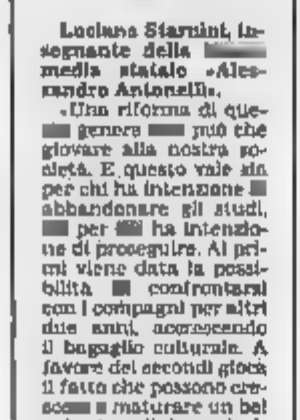 Luciana Starnini, in-
segnante della
media statale «Ales-
sandro Antonelli».
«Una riforma di que-
genere può che
giovare alla nostra so-
cietà. E questo vale sia
per chi ha intenzione
abbandonare gli studi,
per ha intenzio-
ne di proseguire. Ai pri-
mi viene data la possi-
bilità confrontarsi
con i compagni per altri
due anni, accrescendo
il bagaglio culturale. A
favore dei secondi gioca
il fatto che possono cre-
e maturare un bel